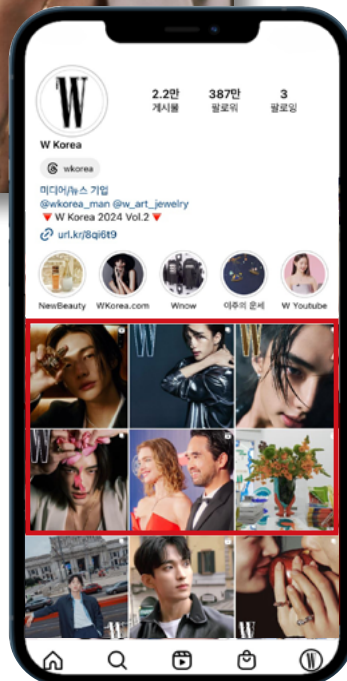 W
2.2만 387만 3
게시물 팔로워 팔로잉
W Korea
wkorea
미디어/뉴스 기업
@wkorea_man @w_art_jewelry
W Korea 2024 Vol.2
url.kr/8qi6t9
NewBeauty WKorea.com Wnow 이주의 운세 W Youtube
W W
W
W W
W